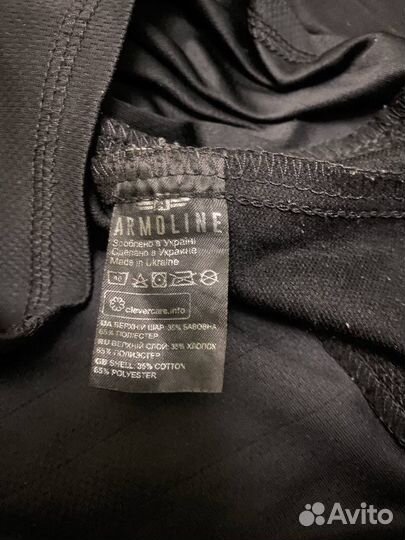 ARMOLINE
Зроблено в Україні
Сделано в Украине
Made in Ukraine
clevercare.info
UA ВЕРХНІЙ ШАР: 35% БАВОВНА
65% ПОЛІЕСТЕР
RU ВЕРХНІЙ СЛОЙ: 35% ХЛОПОК
65% ПОЛИЭСТЕР
GB SHELL: 35% COTTON
65% POLYESTER
Avito